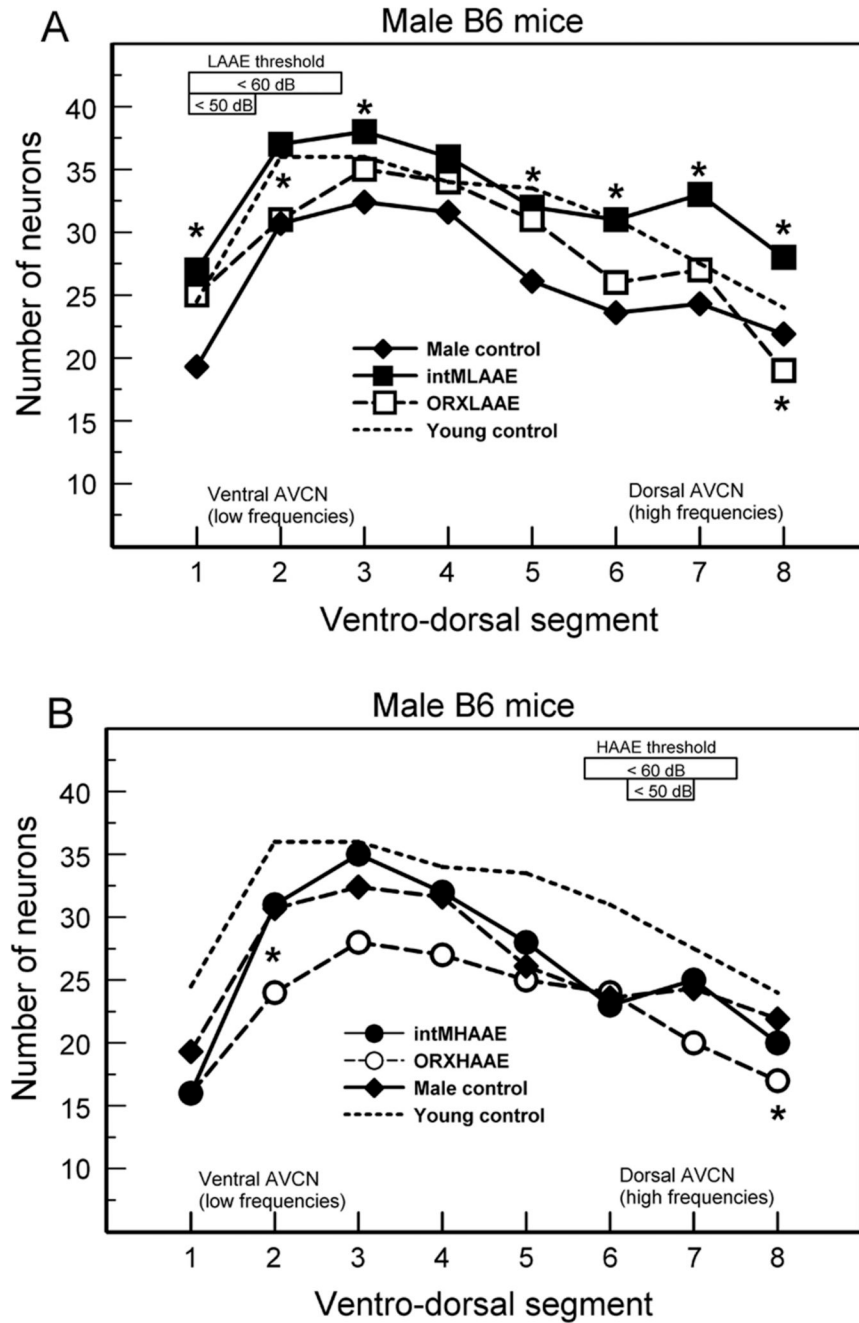 A
Male B6 mice
LAAE threshold
< 60 dB
< 50 dB
* * * * * * * *
40
35
30
25
20
15
10
Number of neurons
Male control
intMLAAE
ORXLAAE
Young control
Ventral AVCN
(low frequencies)
Dorsal AVCN
(high frequencies)
1 2 3 4 5 6 7 8
Ventro-dorsal segment
B
Male B6 mice
HAAE threshold
< 60 dB
< 50 dB
* *
40
35
30
25
20
15
10
Number of neurons
intMHAAE
ORXHAAE
Male control
Young control
Ventral AVCN
(low frequencies)
Dorsal AVCN
(high frequencies)
1 2 3 4 5 6 7 8
Ventro-dorsal segment